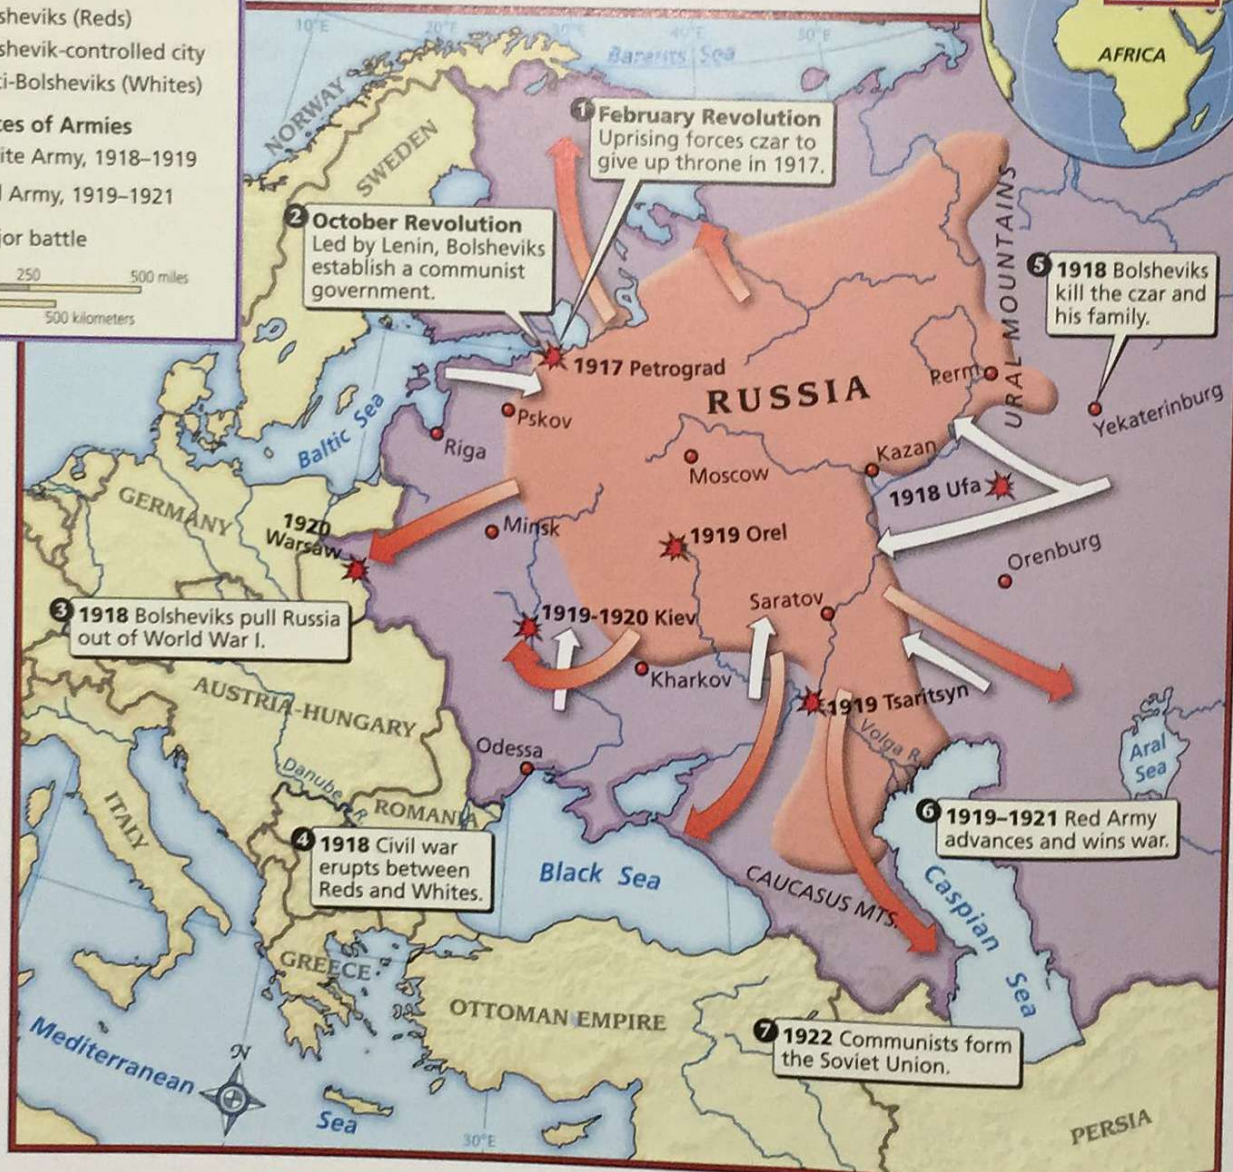 sheviks (Reds)
shevik-controlled city
i-Bolsheviks (Whites)
es of Armies
ite Army, 1918–1919
Army, 1919–1921
or battle
250
500 miles
500 kilometers
10°E
20°E
30°E
40°E
50°E
Barents Sea
AFRICA
NORWAY
SWEDEN
1 February Revolution
Uprising forces czar to
give up throne in 1917.
2 October Revolution
Led by Lenin, Bolsheviks
establish a communist
government.
URAL MOUNTAINS
5 1918 Bolsheviks
kill the czar and
his family.
1917 Petrograd
RUSSIA
Perm
Yekaterinburg
Pskov
Riga
Baltic Sea
Moscow
Kazan
1918 Ufa
GERMANY
1920
Warsaw
Minsk
1919 Orel
Orenburg
3 1918 Bolsheviks pull Russia
out of World War I.
1919-1920 Kiev
Saratov
Kharkov
1919 Tsaritsyn
Volga R.
AUSTRIA-HUNGARY
Odessa
Aral
Sea
Danube R.
ROMANIA
ITALY
4 1918 Civil war
erupts between
Reds and Whites.
6 1919–1921 Red Army
advances and wins war.
Black Sea
CAUCASUS MTS.
Caspian
Sea
GREECE
OTTOMAN EMPIRE
7 1922 Communists form
the Soviet Union.
Mediterranean
Sea
N
30°E
PERSIA